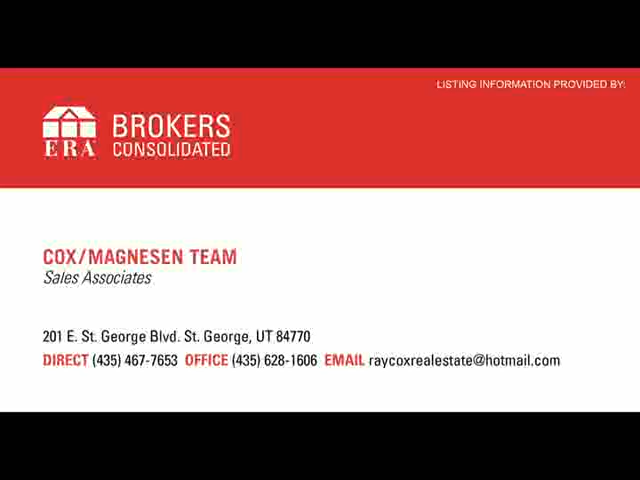 LISTING INFORMATION PROVIDED BY:
ERA
BROKERS
CONSOLIDATED
COX/MAGNESEN TEAM
Sales Associates
201 E. St. George Blvd. St. George, UT 84770
DIRECT (435) 467-7653 OFFICE (435) 628-1606 EMAIL raycoxrealestate@hotmail.com